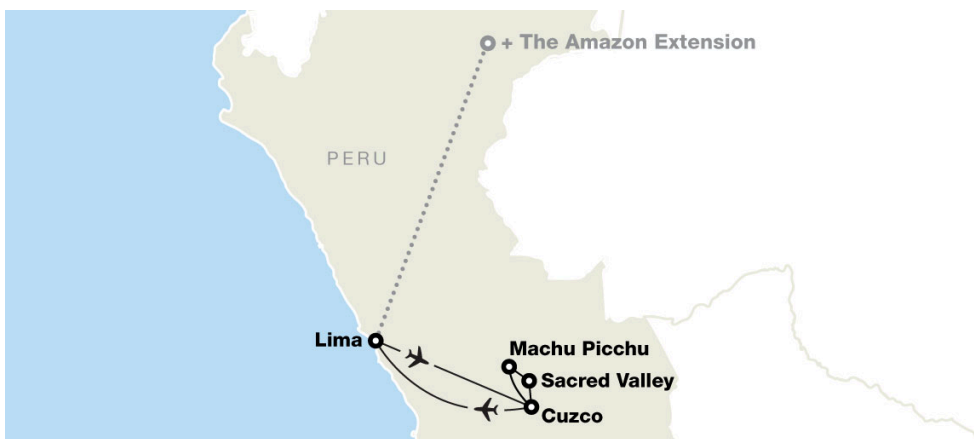 + The Amazon Extension
PERU
Lima
Machu Picchu
Sacred Valley
Cuzco